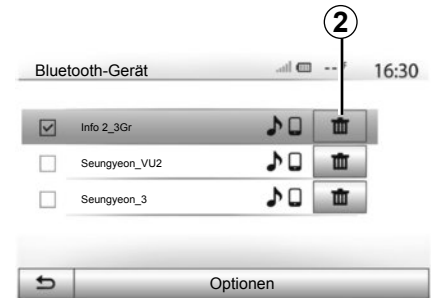 2
Bluetooth-Gerät --° 16:30
Info 2_3Gr
Seungyeon_VU2
Seungyeon_3
Optionen